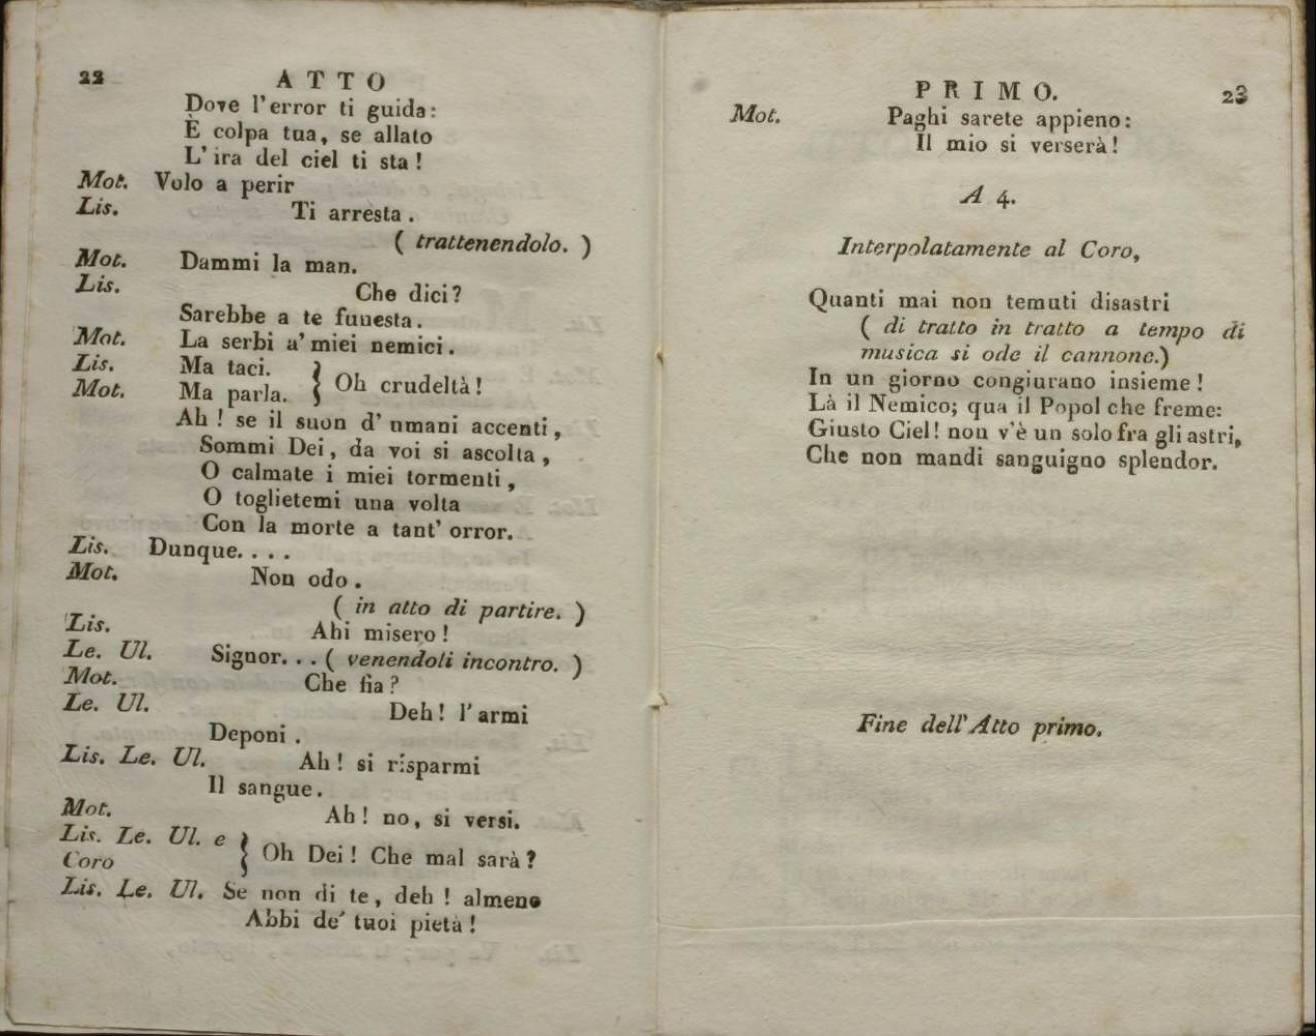 22 ATTO
Dove l'error ti guida:
È colpa tua, se allato
L'ira del ciel ti sta!
Mot. Volo a perir
Lis. Ti arresta.
( trattenendolo. )
Mot. Dammi la man.
Lis. Che dici?
Sarebbe a te funesta.
Mot. La serbi a' miei nemici.
Lis. Ma taci.
Mot. Ma parla. } Oh crudeltà!
Ah! se il suon d'umani accenti,
Sommi Dei, da voi si ascolta,
O calmate i miei tormenti,
O toglietemi una volta
Con la morte a tant' orror.
Lis. Dunque....
Mot. Non odo.
( in atto di partire. )
Lis. Ahi misero!
Le. Ul. Signor...( venendoli incontro. )
Mot. Che fia?
Le. Ul. Deh! l'armi
Deponi.
Lis. Le. Ul. Ah! si risparmi
Il sangue.
Mot. Ah! no, si versi.
Lis. Le. Ul. e
Coro } Oh Dei! Che mal sarà?
Lis. Le. Ul. Se non di te, deh! almeno
Abbi de' tuoi pietà!
PRIMO. 23
Mot. Paghi sarete appieno:
Il mio si verserà!
A 4.
Interpolatamente al Coro,
Quanti mai non temuti disastri
( di tratto in tratto a tempo di
musica si ode il cannone.)
In un giorno congiurano insieme!
Là il Nemico; qua il Popol che freme:
Giusto Ciel! non v'è un solo fra gli astri,
Che non mandi sanguigno splendor.
Fine dell'Atto primo.